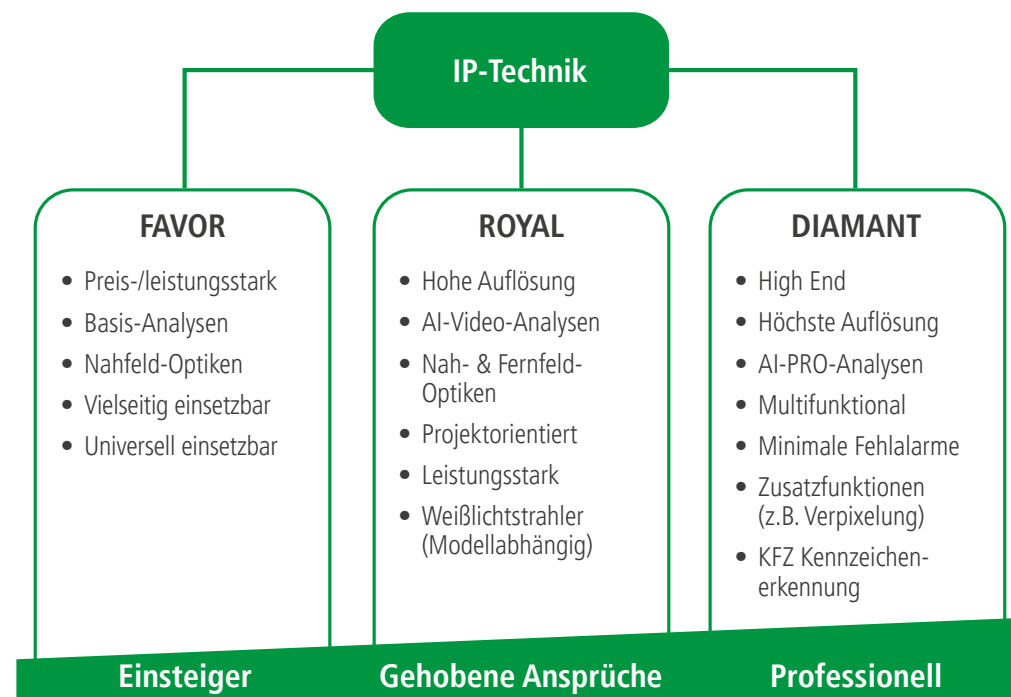 IP-Technik
FAVOR
• Preis-/leistungsstark
• Basis-Analysen
• Nahfeld-Optiken
• Vielseitig einsetzbar
• Universell einsetzbar
ROYAL
• Hohe Auflösung
• AI-Video-Analysen
• Nah- & Fernfeld-
Optiken
• Projektorientiert
• Leistungsstark
• Weißlichtstrahler
(Modellabhängig)
DIAMANT
• High End
• Höchste Auflösung
• AI-PRO-Analysen
• Multifunktional
• Minimale Fehlalarme
• Zusatzfunktionen
(z.B. Verpixelung)
• KFZ Kennzeichen-
erkennung
Einsteiger
Gehobene Ansprüche
Professionell